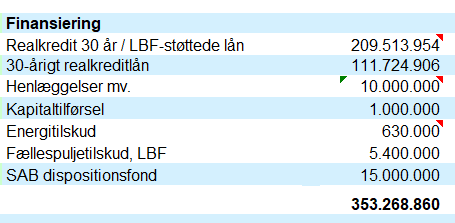 Finansiering
Realkredit 30 år / LBF-støttede lån 209.513.954
30-årigt realkreditlån 111.724.906
Henlæggelser mv. 10.000.000
Kapitaltilførsel 1.000.000
Energitilskud 630.000
Fællespuljetilskud, LBF 5.400.000
SAB dispositionsfond 15.000.000
353.268.860